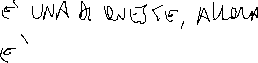 E' UNA DI QUESTE, ALLORA
E'